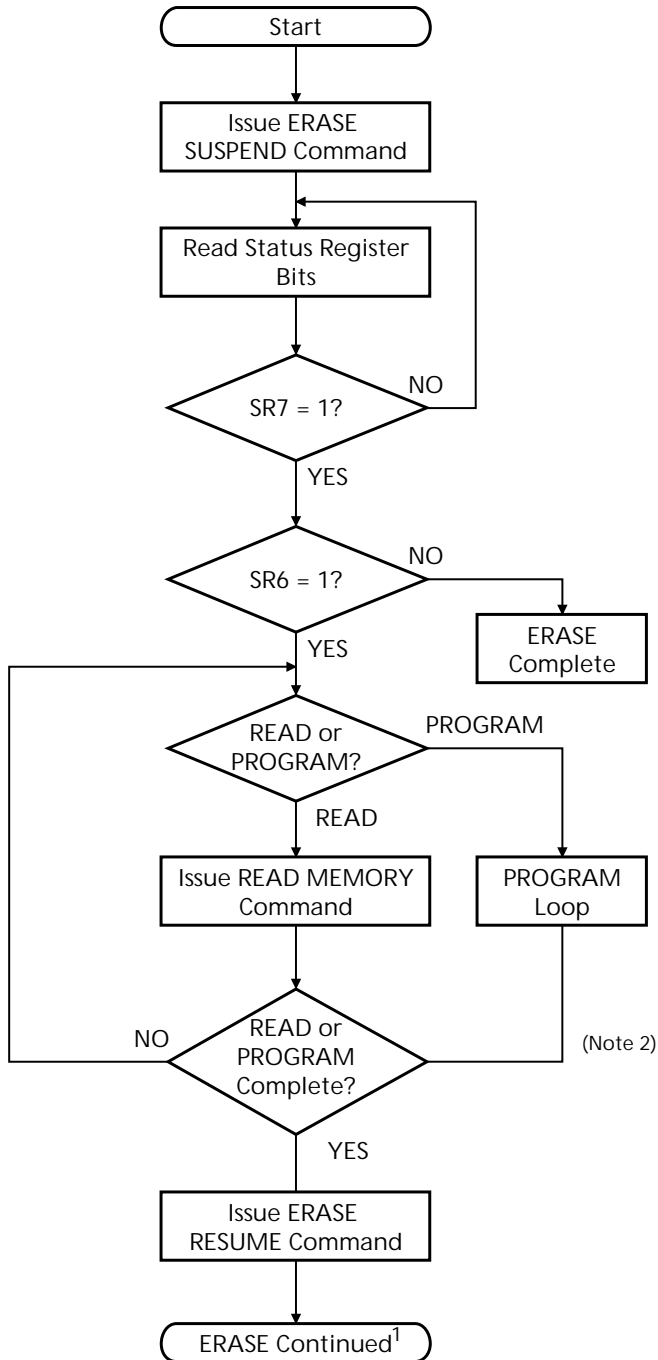 Start
Issue ERASE
SUSPEND Command
Read Status Register
Bits
SR7 = 1?
NO
YES
SR6 = 1?
NO
YES
ERASE
Complete
READ or
PROGRAM?
PROGRAM
READ
Issue READ MEMORY
Command
PROGRAM
Loop
READ or
PROGRAM
Complete?
NO
(Note 2)
YES
Issue ERASE
RESUME Command
ERASE Continued¹